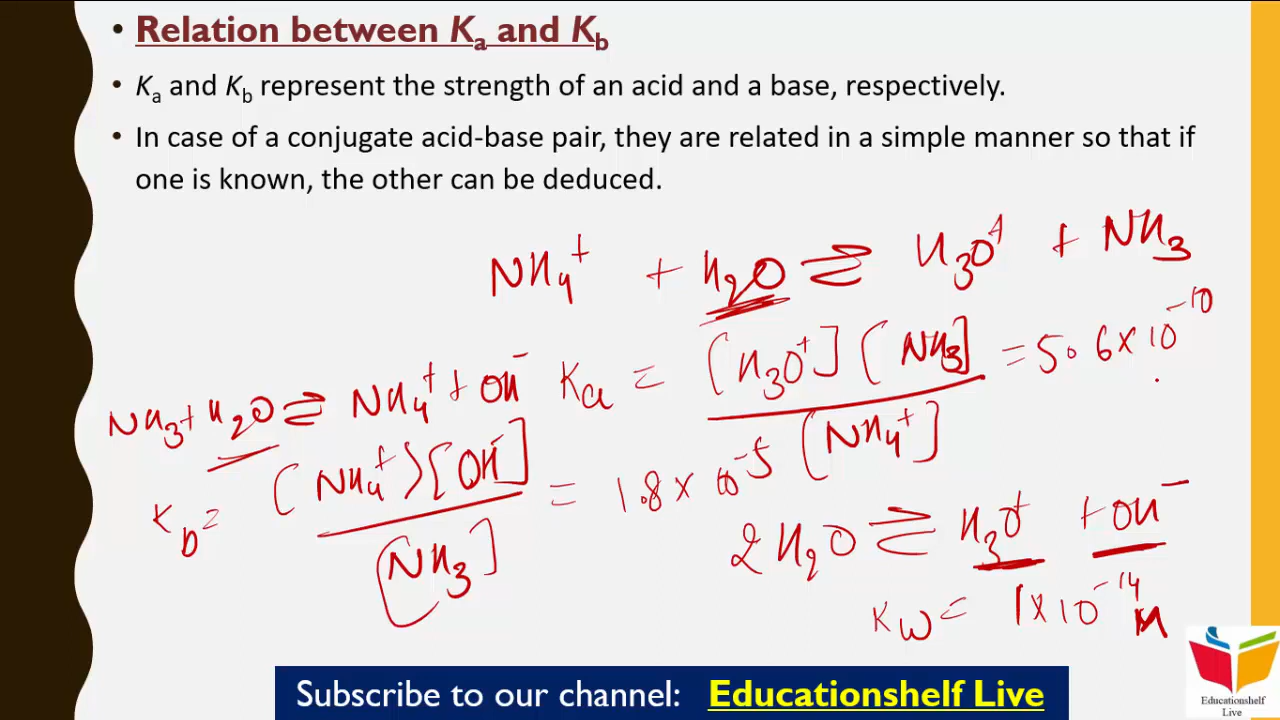 • Relation between Ka and Kb
• Ka and Kb represent the strength of an acid and a base, respectively.
• In case of a conjugate acid-base pair, they are related in a simple manner so that if
one is known, the other can be deduced.
NH₄⁺ + H₂O ⇌ H₃O⁺ + NH₃
Ka = [H₃O⁺] [NH₃] / [NH₄⁺] = 5.6 × 10⁻¹⁰
NH₃ + H₂O ⇌ NH₄⁺ + OH⁻
Kb = [NH₄⁺] [OH⁻] / [NH₃] = 1.8 × 10⁻⁵
2H₂O ⇌ H₃O⁺ + OH⁻
Kw = 1 × 10⁻¹⁴ M
Subscribe to our channel: Educationshelf Live
Educationshelf
Live